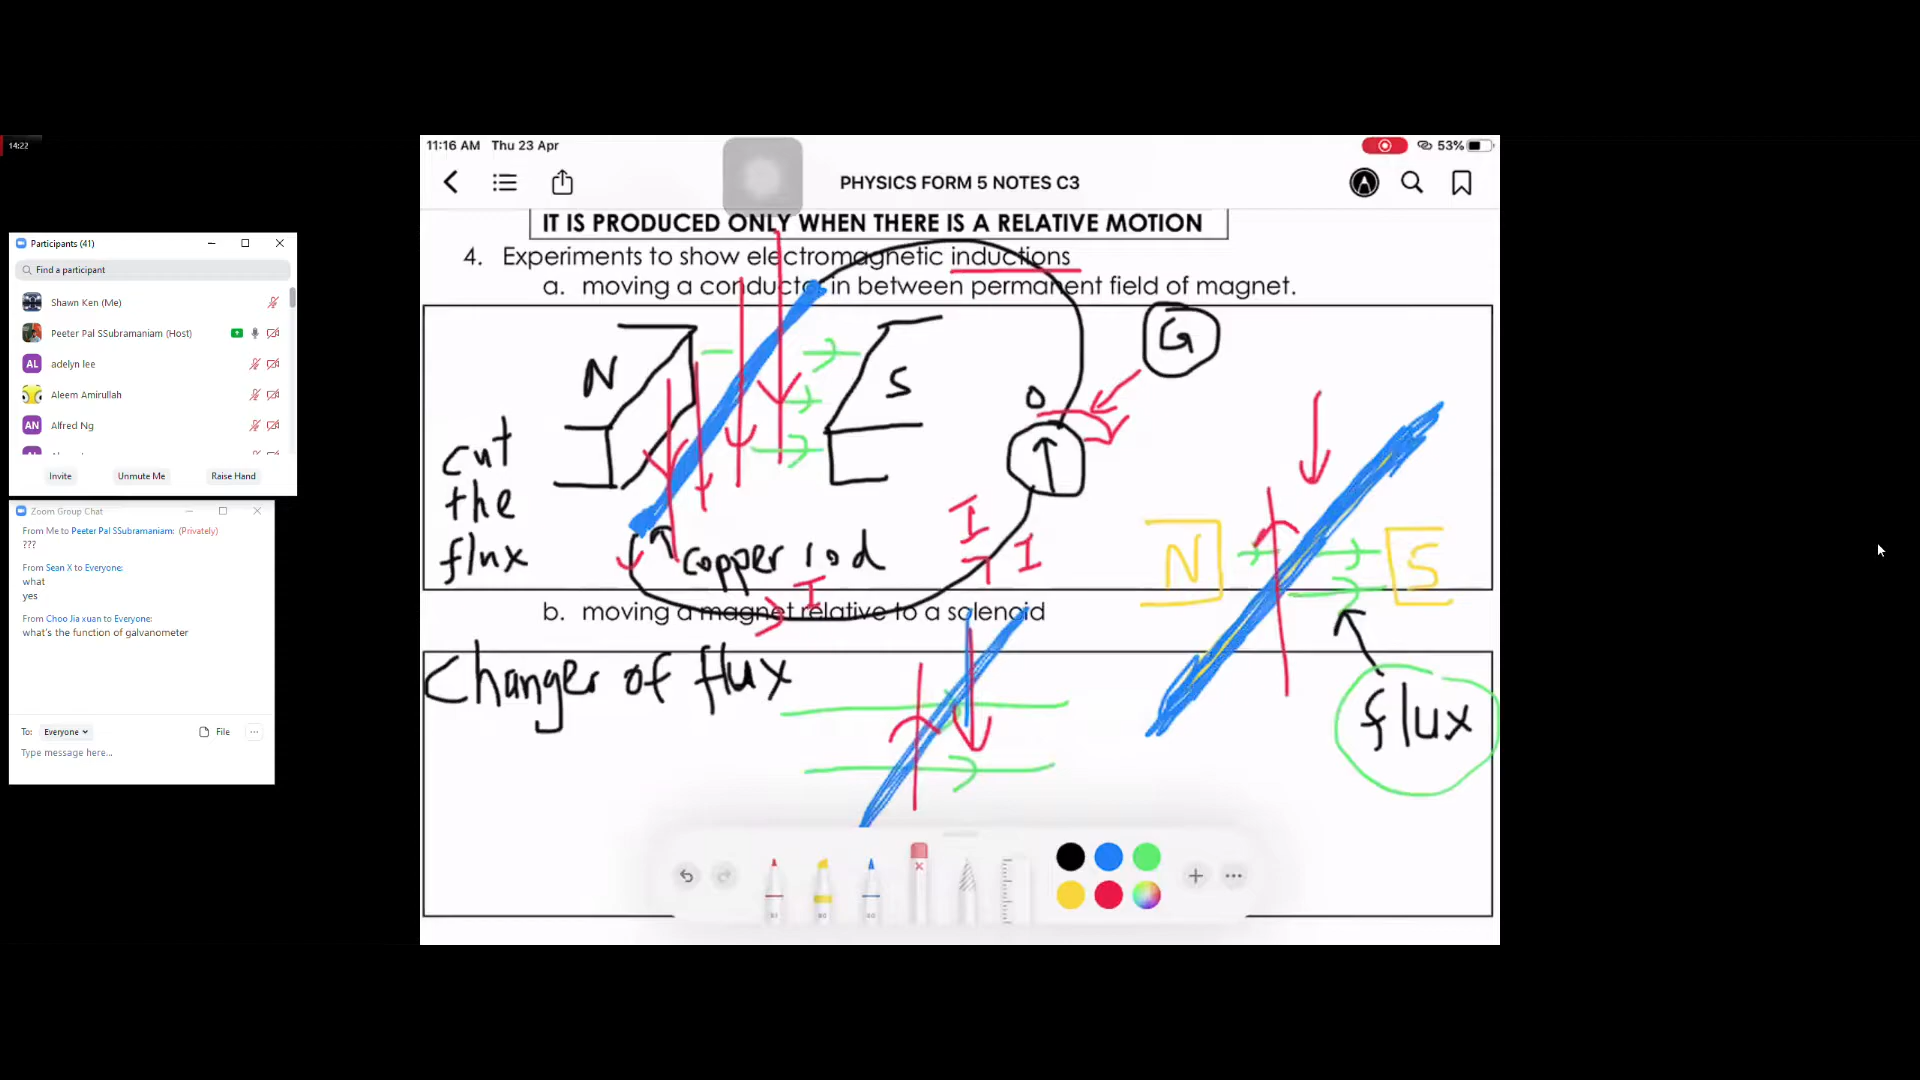 14:22
Participants (41)
Find a participant
Shawn Ken (Me)
Peeter Pal SSubramaniam (Host)
AL adelyn lee
Aleem Amirullah
AN Alfred Ng
Invite Unmute Me Raise Hand
Zoom Group Chat
From Me to Peeter Pal SSubramaniam: (Privately)
???
From Sean X to Everyone:
what
yes
From Choo Jia xuan to Everyone:
what's the function of galvanometer
To: Everyone File
Type message here...
11:16 AM Thu 23 Apr 53%
PHYSICS FORM 5 NOTES C3
IT IS PRODUCED ONLY WHEN THERE IS A RELATIVE MOTION
4. Experiments to show electromagnetic inductions
a. moving a conductor in between permanent field of magnet.
N S G
0
cut
the
flux
copper rod
I I
I
N S
b. moving a magnet relative to a solenoid
Changes of flux
flux